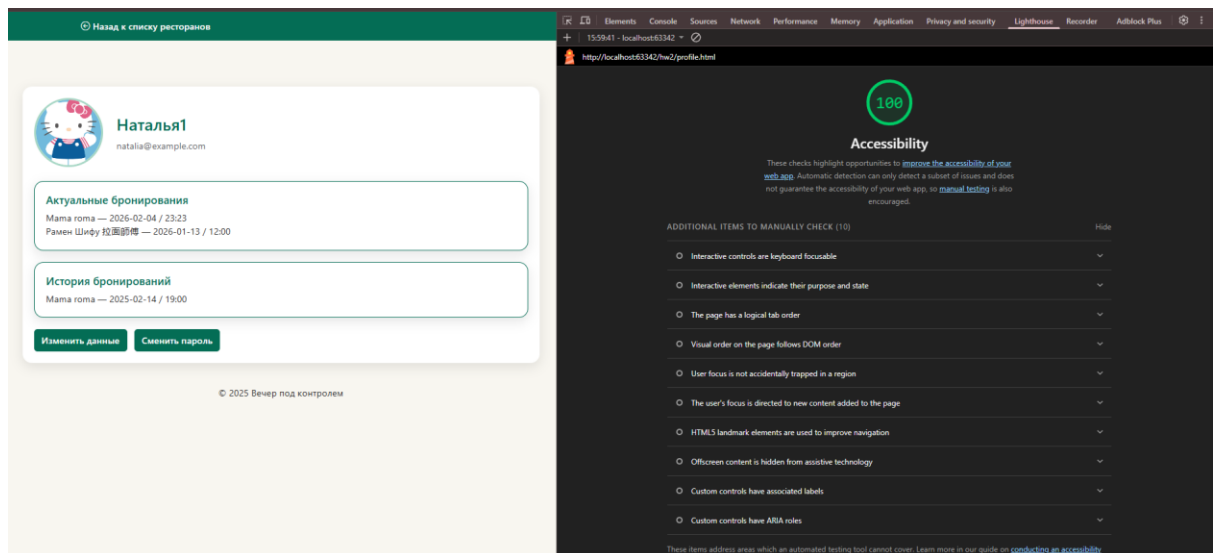 Назад к списку ресторанов
Наталья1
natalia@example.com
Актуальные бронирования
Mama roma — 2026-02-04 / 23:23
Рамен Шифу 拉面師傅 — 2026-01-13 / 12:00
История бронирований
Mama roma — 2025-02-14 / 19:00
Изменить данные Сменить пароль
© 2025 Вечер под контролем
Elements Console Sources Network Performance Memory Application Privacy and security Lighthouse Recorder Adblock Plus
15:59:41 - localhost:63342
http://localhost:63342/hw2/profile.html
100
Accessibility
These checks highlight opportunities to improve the accessibility of your
web app. Automatic detection can only detect a subset of issues and does
not guarantee the accessibility of your web app, so manual testing is also
encouraged.
ADDITIONAL ITEMS TO MANUALLY CHECK (10) Hide
Interactive controls are keyboard focusable
Interactive elements indicate their purpose and state
The page has a logical tab order
Visual order on the page follows DOM order
User focus is not accidentally trapped in a region
The user's focus is directed to new content added to the page
HTML5 landmark elements are used to improve navigation
Offscreen content is hidden from assistive technology
Custom controls have associated labels
Custom controls have ARIA roles
These items address areas which an automated testing tool cannot cover. Learn more in our guide on conducting an accessibility